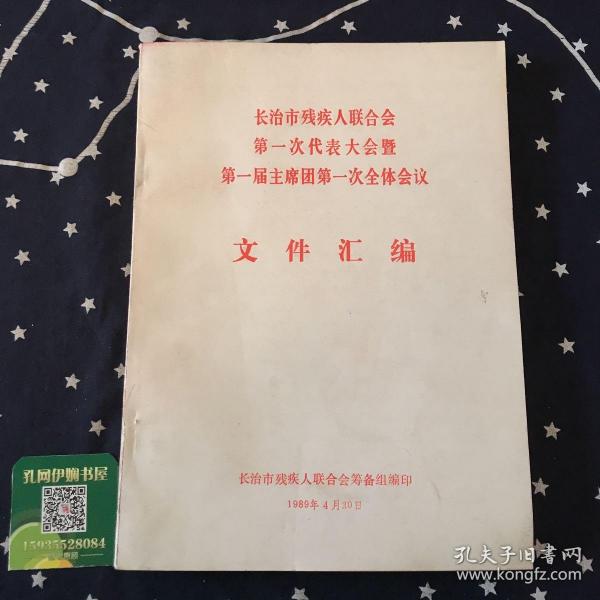 长治市残疾人联合会
第一次代表大会暨
第一届主席团第一次全体会议
文件汇编
长治市残疾人联合会筹备组编印
1989年4月30日
孔网伊娴书屋
15935528084
孔夫子旧书网
www.kongfz.com